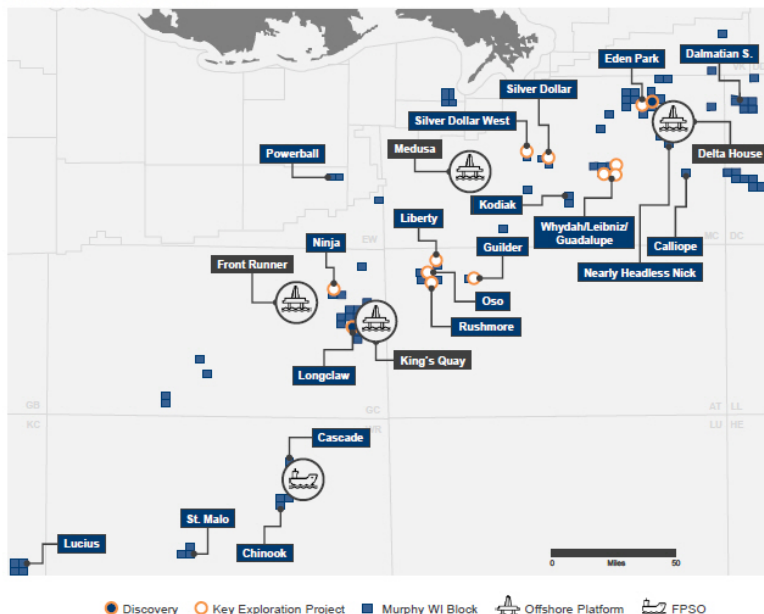 Eden Park
Dalmatian S.
Silver Dollar
Silver Dollar West
Powerball
Medusa
Delta House
Kodiak
Whydah/Leibniz/
Guadalupe
Calliope
MC
DC
Nearly Headless Nick
Liberty
EW
Ninja
Guilder
Front Runner
Oso
Rushmore
King's Quay
Longclaw
GB
GC
AT
LL
KC
LU
HE
Cascade
St. Malo
Chinook
Lucius
0
50
Miles
Discovery
Key Exploration Project
Murphy WI Block
Offshore Platform
FPSO